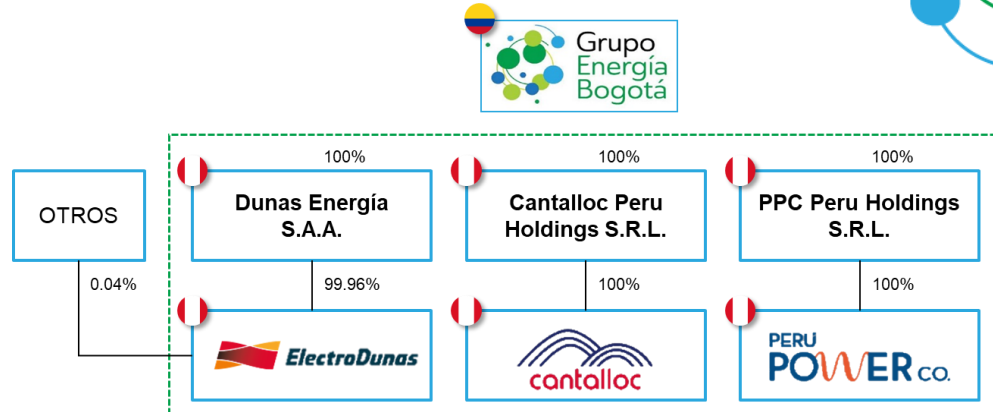 Grupo
Energía
Bogotá
100%
100%
100%
OTROS
Dunas Energía
S.A.A.
Cantalloc Peru
Holdings S.R.L.
PPC Peru Holdings
S.R.L.
0.04%
99.96%
100%
100%
ElectroDunas
cantalloc
PERU
POWER CO.